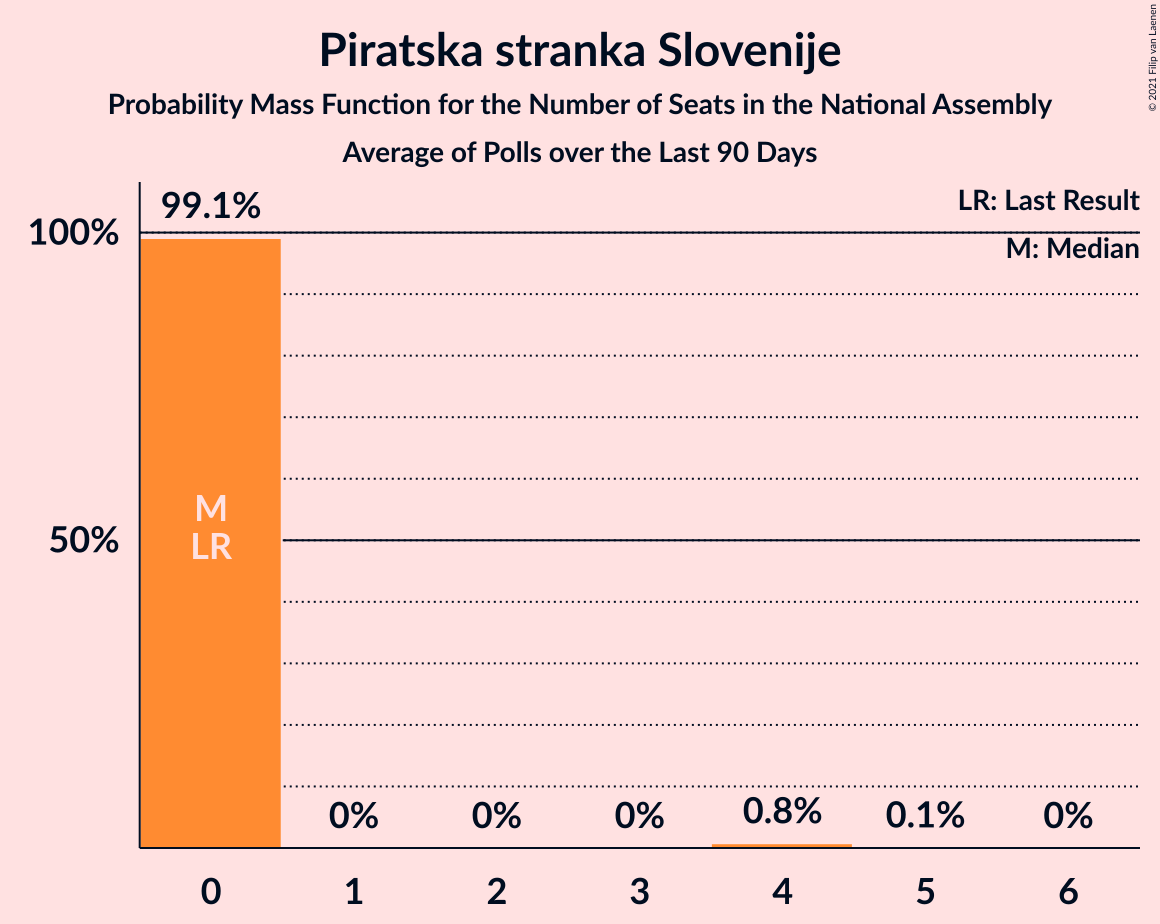 Piratska stranka Slovenije
Probability Mass Function for the Number of Seats in the National Assembly
Average of Polls over the Last 90 Days
© 2021 Filip van Laenen
LR: Last Result
M: Median
99.1%
100%
50%
M
LR
0% 0% 0% 0.8% 0.1% 0%
0 1 2 3 4 5 6